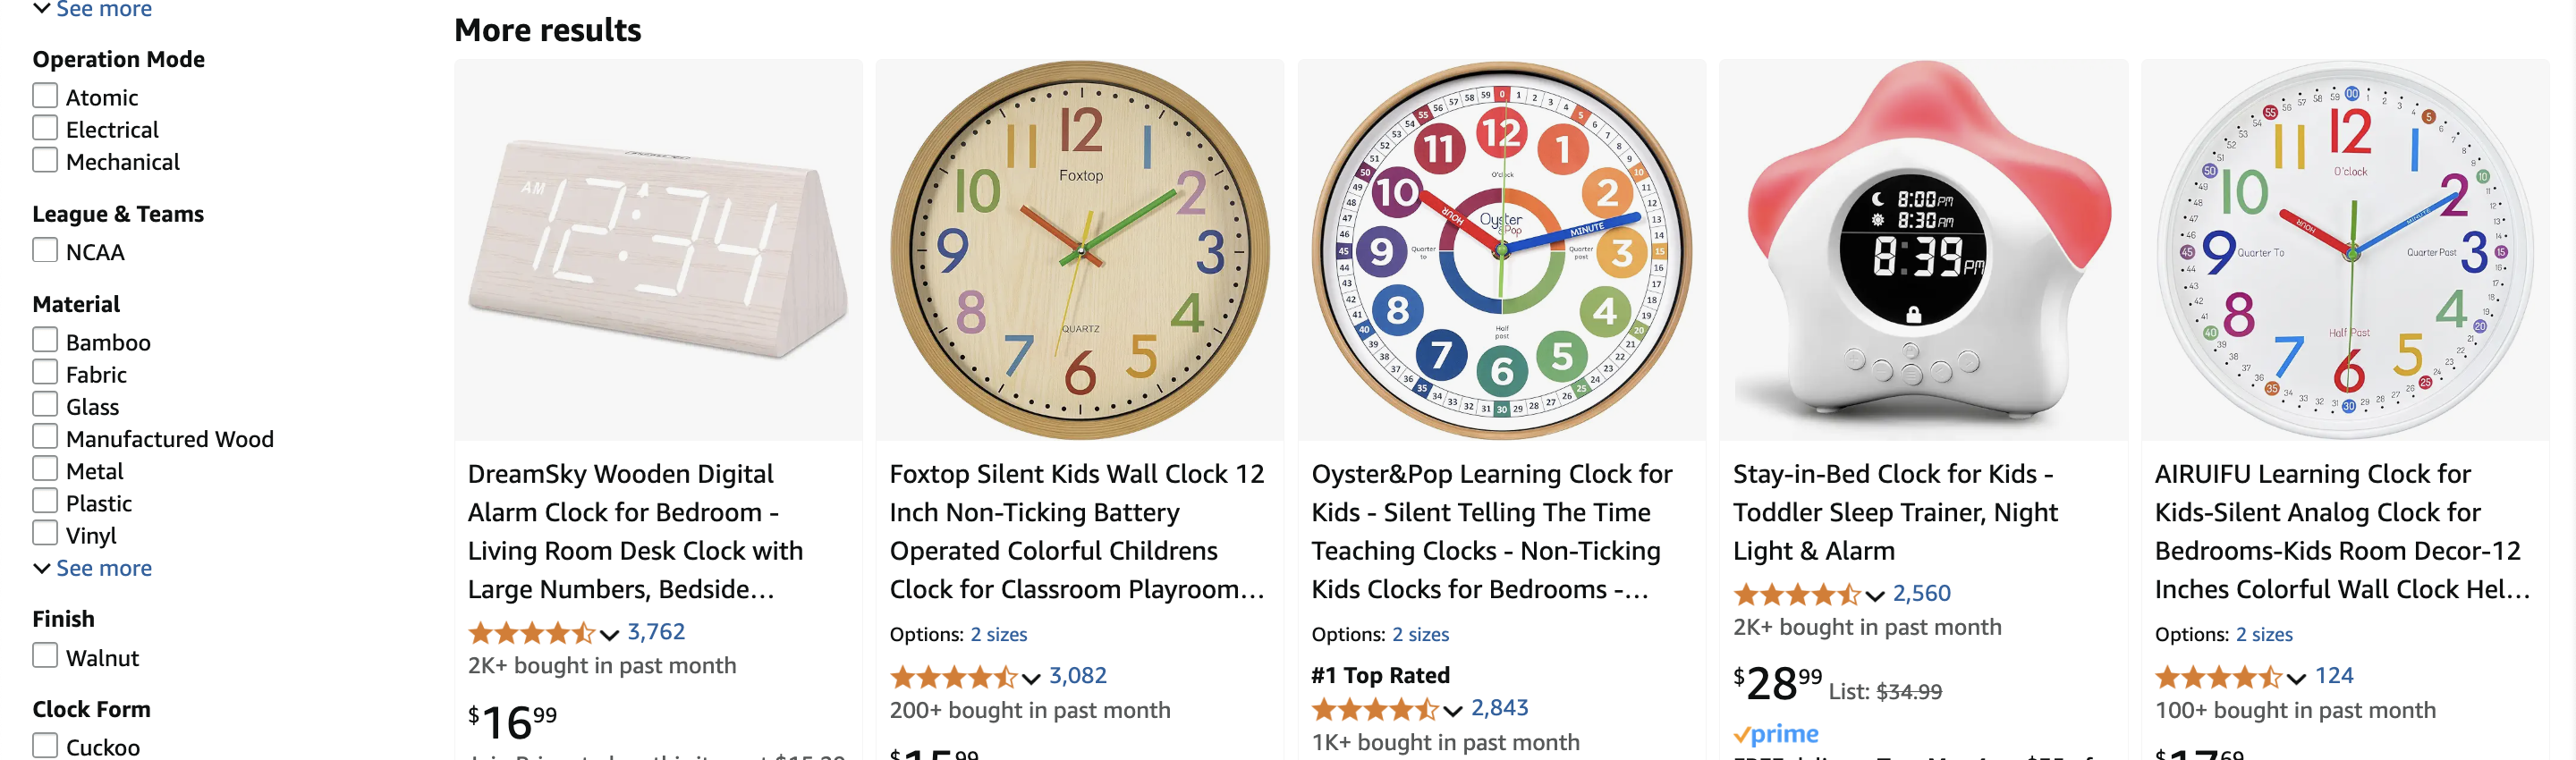 See more
Operation Mode
Atomic
Electrical
Mechanical
League & Teams
NCAA
Material
Bamboo
Fabric
Glass
Manufactured Wood
Metal
Plastic
Vinyl
See more
Finish
Walnut
Clock Form
Cuckoo
More results
AM 12:34
DreamSky Wooden Digital
Alarm Clock for Bedroom -
Living Room Desk Clock with
Large Numbers, Bedside...
3,762
2K+ bought in past month
$16.99
12 1 2 3 4 5 6 7 8 9 10 11
Foxtop
QUARTZ
Foxtop Silent Kids Wall Clock 12
Inch Non-Ticking Battery
Operated Colorful Childrens
Clock for Classroom Playroom...
Options: 2 sizes
3,082
200+ bought in past month
$15.99
12 1 2 3 4 5 6 7 8 9 10 11
O'clock
Oyster
&Pop
HOUR
MINUTE
Quarter
to
Quarter
past
Half
past
Oyster&Pop Learning Clock for
Kids - Silent Telling The Time
Teaching Clocks - Non-Ticking
Kids Clocks for Bedrooms -...
Options: 2 sizes
#1 Top Rated
2,843
1K+ bought in past month
8:00PM
8:30AM
8:39PM
Stay-in-Bed Clock for Kids -
Toddler Sleep Trainer, Night
Light & Alarm
2,560
2K+ bought in past month
$28.99 List: $34.99
prime
12 1 2 3 4 5 6 7 8 9 10 11
O'clock
HOUR
MINUTE
Quarter To
Quarter Past
Half Past
AIRUIFU Learning Clock for
Kids-Silent Analog Clock for
Bedrooms-Kids Room Decor-12
Inches Colorful Wall Clock Hel...
Options: 2 sizes
124
100+ bought in past month
$17.69